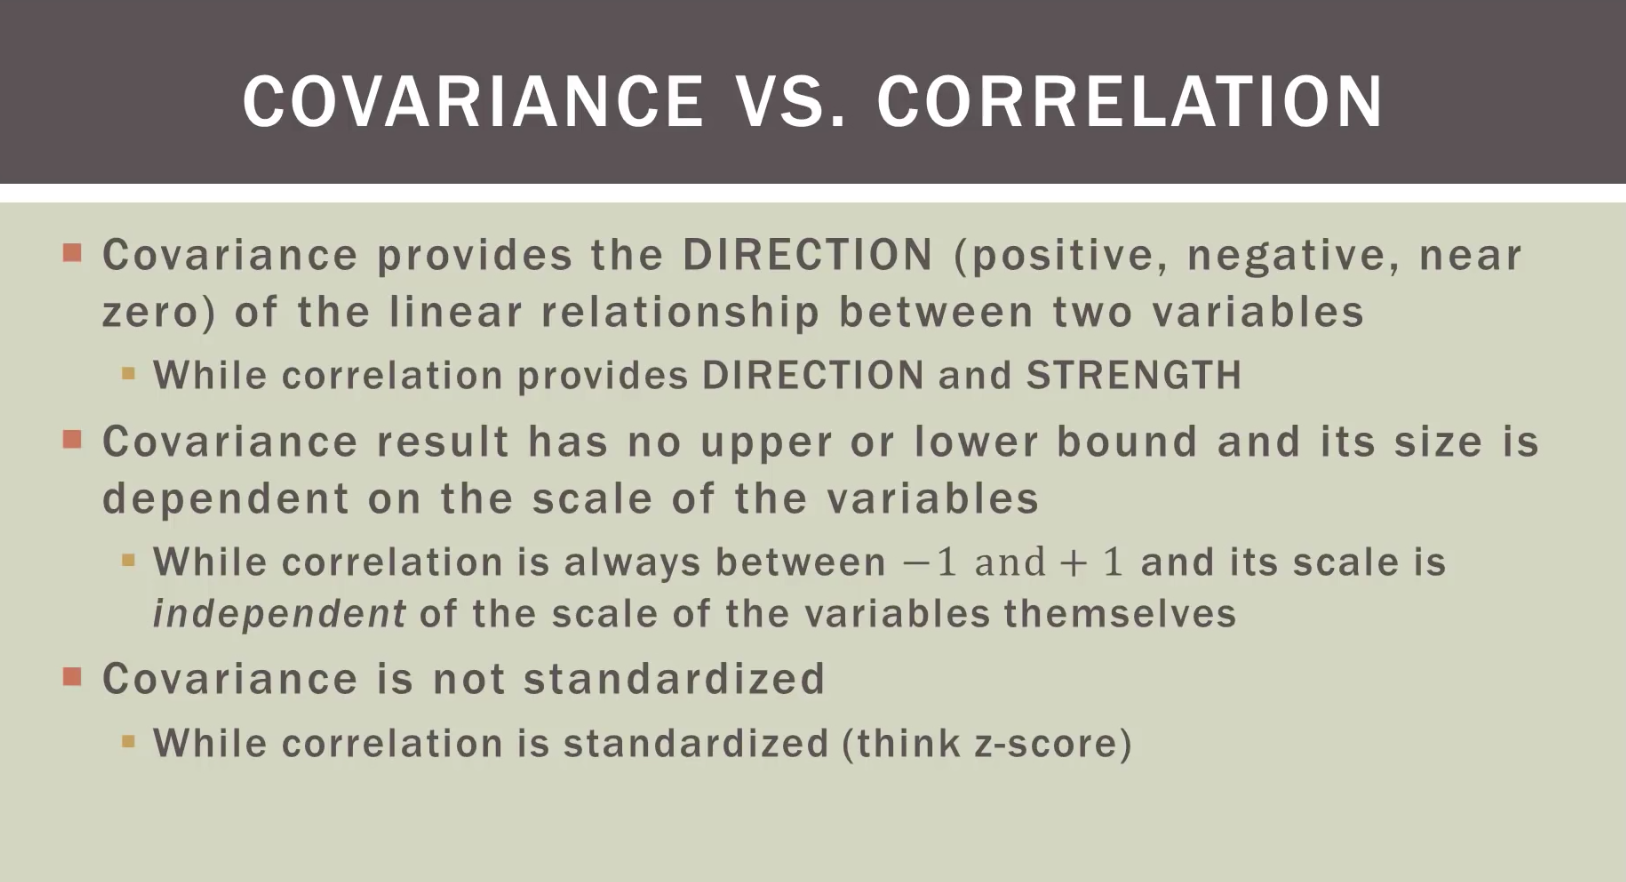 COVARIANCE VS. CORRELATION
Covariance provides the DIRECTION (positive, negative, near
zero) of the linear relationship between two variables
While correlation provides DIRECTION and STRENGTH
Covariance result has no upper or lower bound and its size is
dependent on the scale of the variables
While correlation is always between −1 and + 1 and its scale is
independent of the scale of the variables themselves
Covariance is not standardized
While correlation is standardized (think z-score)